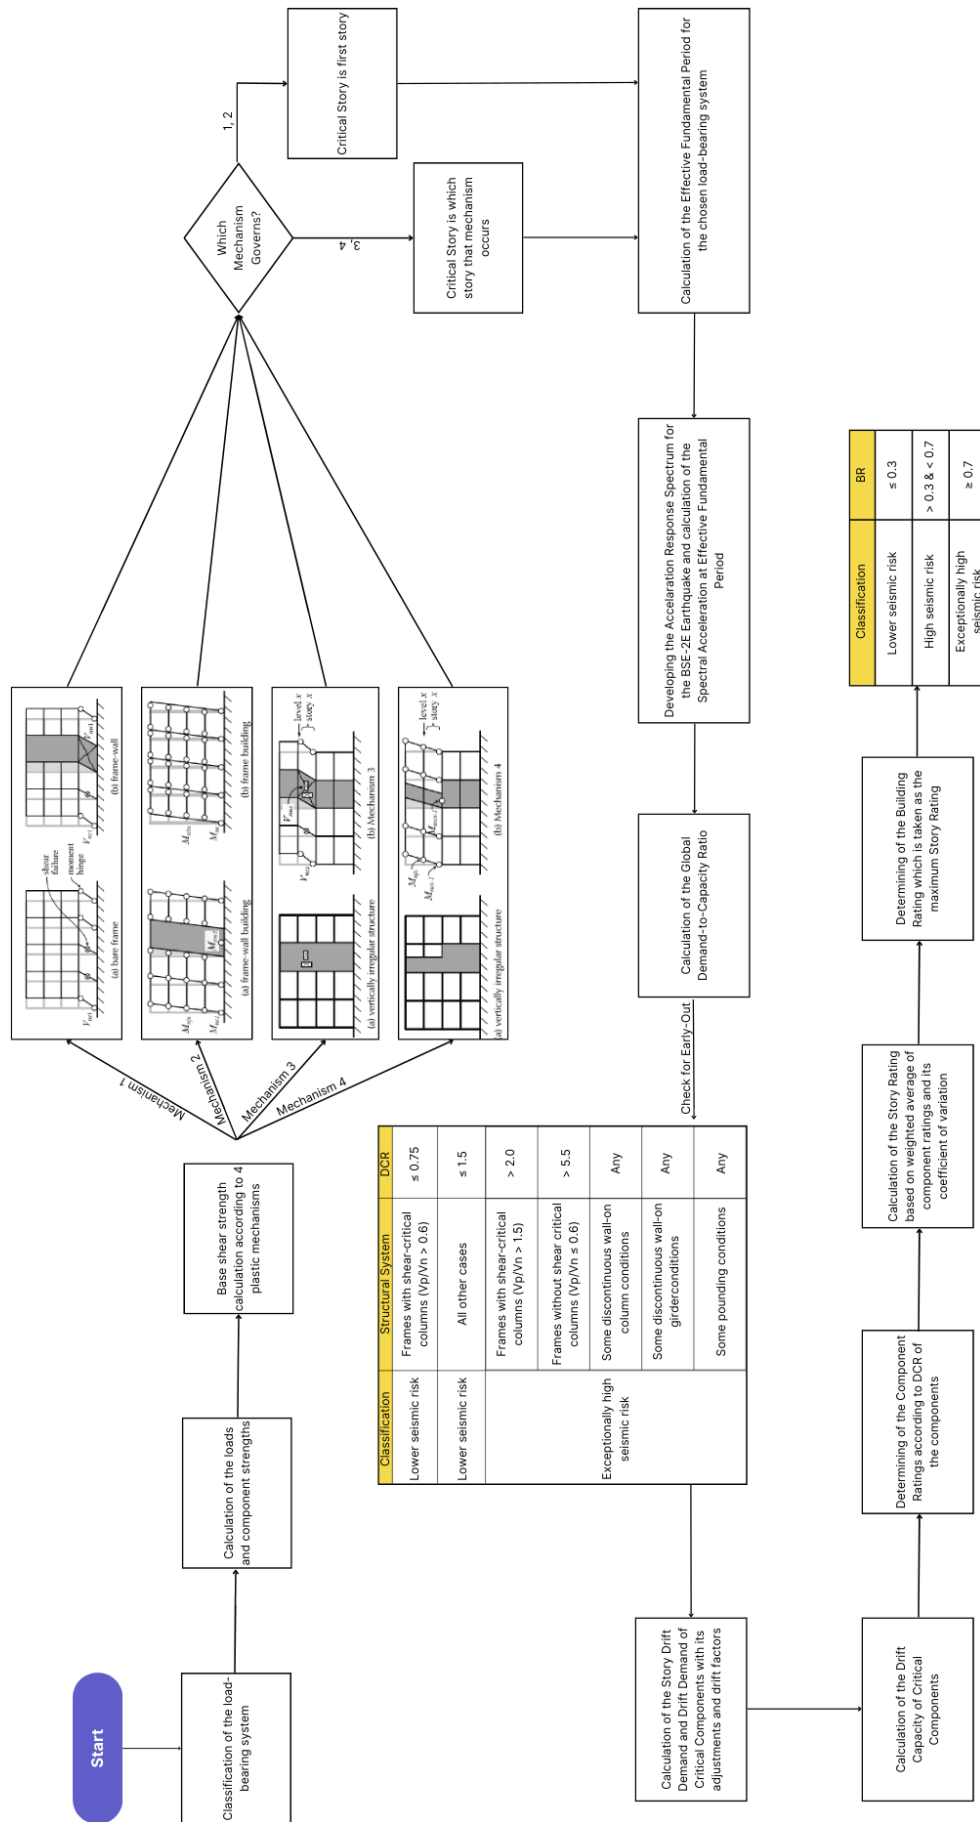 Start
Classification of the load-
bearing system
Calculation of the loads
and component strengths
Base shear strength
calculation according to 4
plastic mechanisms
Mechanism 1
Mechanism 2
Mechanism 3
Mechanism 4
shear
failure
moment
hinge
(a) bare frame
(b) frame-wall
(a) frame-wall building
(b) frame building
(a) vertically irregular structure
level x
story x
(b) Mechanism 3
(a) vertically irregular structure
level x
story x
(b) Mechanism 4
Which
Mechanism
Governs?
1, 2
3, 4
Critical Story is first story
Critical Story is which
story that mechanism
occurs
Calculation of the Effective Fundamental Period for
the chosen load-bearing system
Developing the Accelaration Response Spectrum for
the BSE-2E Earthquake and calculation of the
Spectral Acceleration at Effective Fundamental
Period
Calculation of the Global
Demand-to-Capacity Ratio
Check for Early-Out
Classification Structural System DCR
Lower seismic risk Frames with shear-critical
columns (Vp/Vn > 0.6) ≤ 0.75
Lower seismic risk All other cases ≤ 1.5
Exceptionally high
seismic risk
Frames with shear-critical
columns (Vp/Vn > 1.5) > 2.0
Frames without shear critical
columns (Vp/Vn ≤ 0.6) > 5.5
Some discontinuous wall-on
column conditions Any
Some discontinuous wall-on
girderconditions Any
Some pounding conditions Any
Calculation of the Story Drift
Demand and Drift Demand of
Critical Components with its
adjustments and drift factors
Calculation of the Drift
Capacity of Critical
Components
Determining of the Component
Ratings according to DCR of
the components
Calculation of the Story Rating
based on weighted average of
component ratings and its
coefficient of variation
Determining of the Building
Rating which is taken as the
maximum Story Rating
Classification BR
Lower seismic risk ≤ 0.3
High seismic risk > 0.3 & < 0.7
Exceptionally high
seismic risk ≥ 0.7